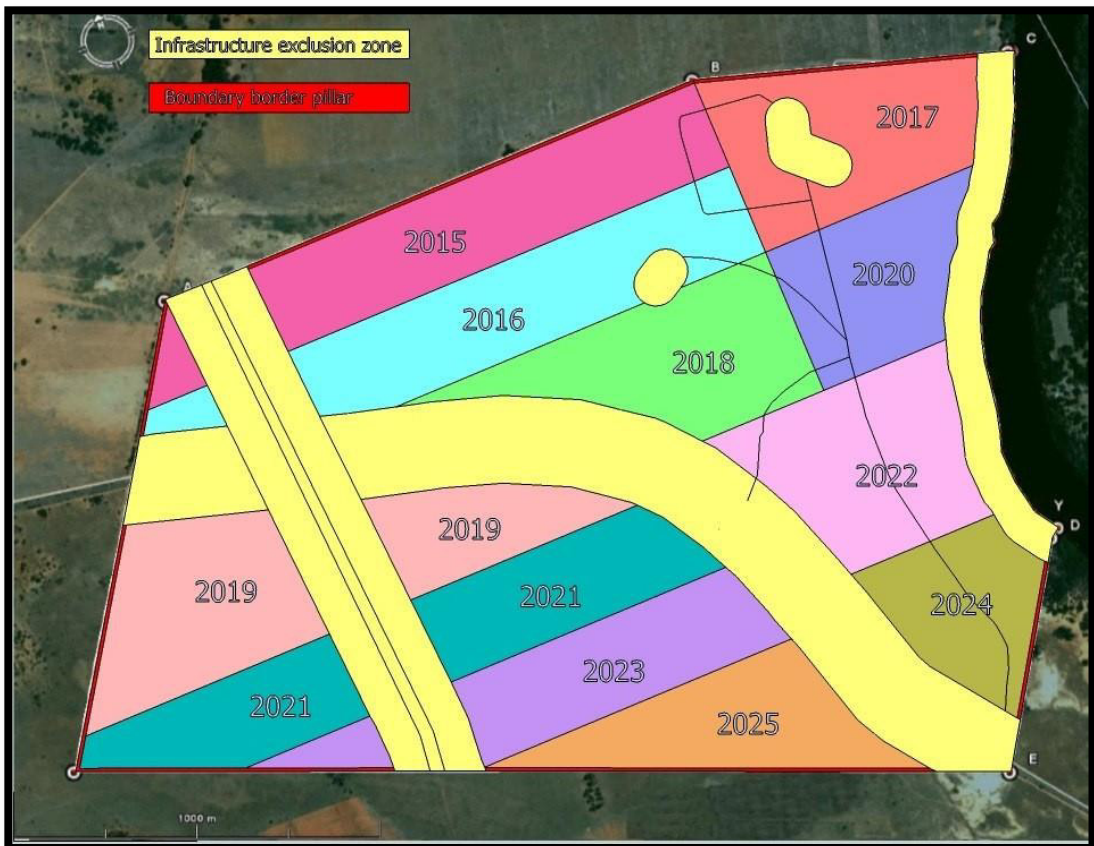 N
Infrastructure exclusion zone
Boundary border pillar
C
B
2017
2015
2020
A
2016
2018
2022
Y
D
2019
2019
2021
2024
2023
2021
2025
E
1000 m